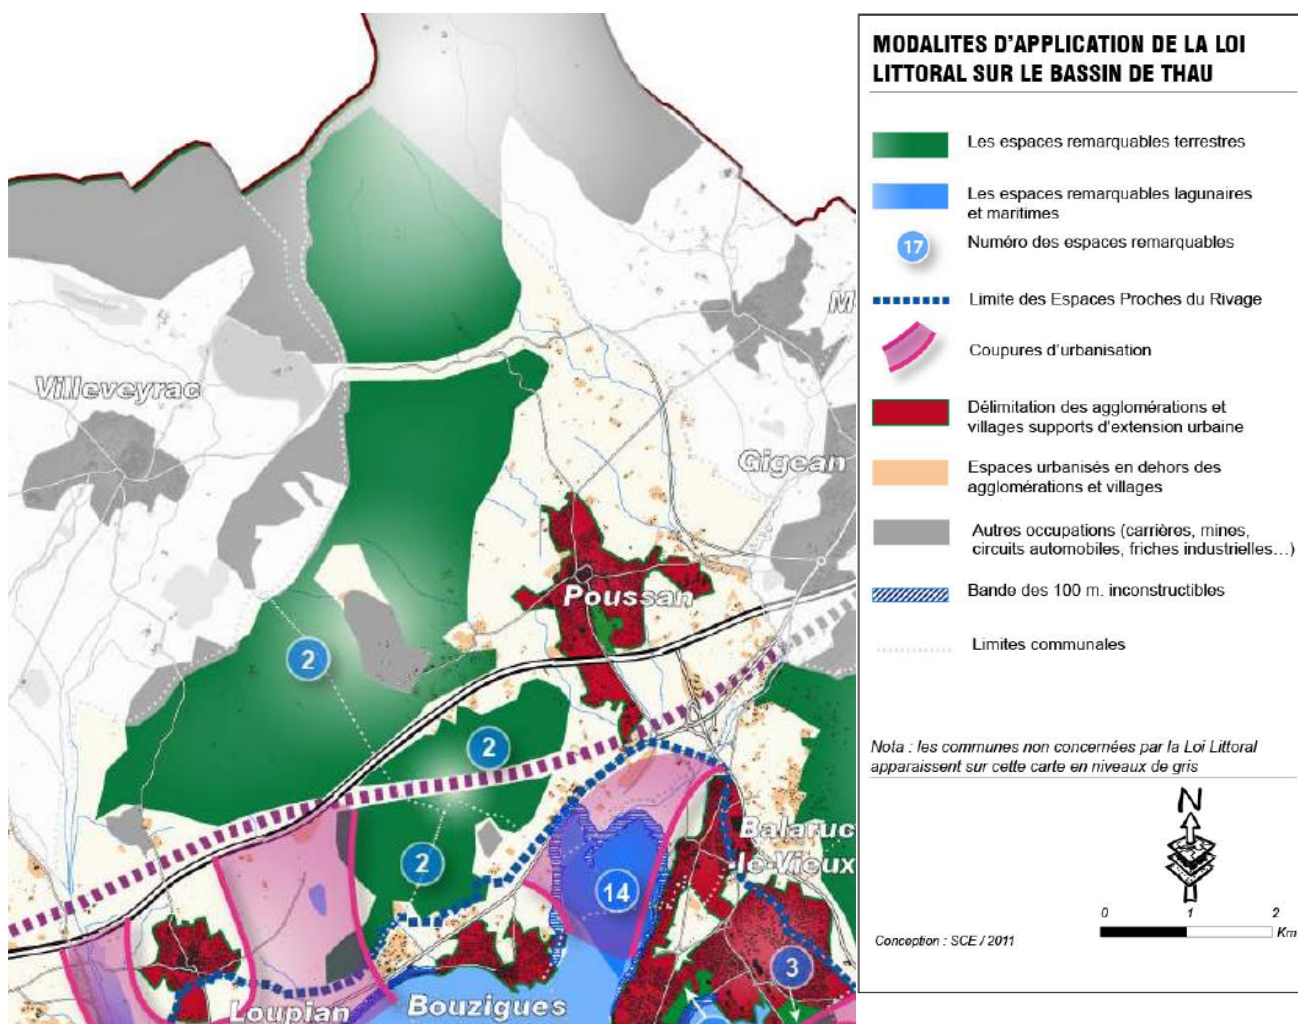 MODALITES D'APPLICATION DE LA LOI
LITTORAL SUR LE BASSIN DE THAU
Les espaces remarquables terrestres
Les espaces remarquables lagunaires
et maritimes
17
Numéro des espaces remarquables
Limite des Espaces Proches du Rivage
Coupures d'urbanisation
Délimitation des agglomérations et
villages supports d'extension urbaine
Espaces urbanisés en dehors des
agglomérations et villages
Autres occupations (carrières, mines,
circuits automobiles, friches industrielles…)
Bande des 100 m. inconstructibles
Limites communales
Nota : les communes non concernées par la Loi Littoral
apparaissent sur cette carte en niveaux de gris
N
0 1 2
Km
Conception : SCE / 2011
M
Villeveyrac
Gigean
Poussan
2
2
2
Balaruc
le Vieux
14
3
Loupian
Bouzigues